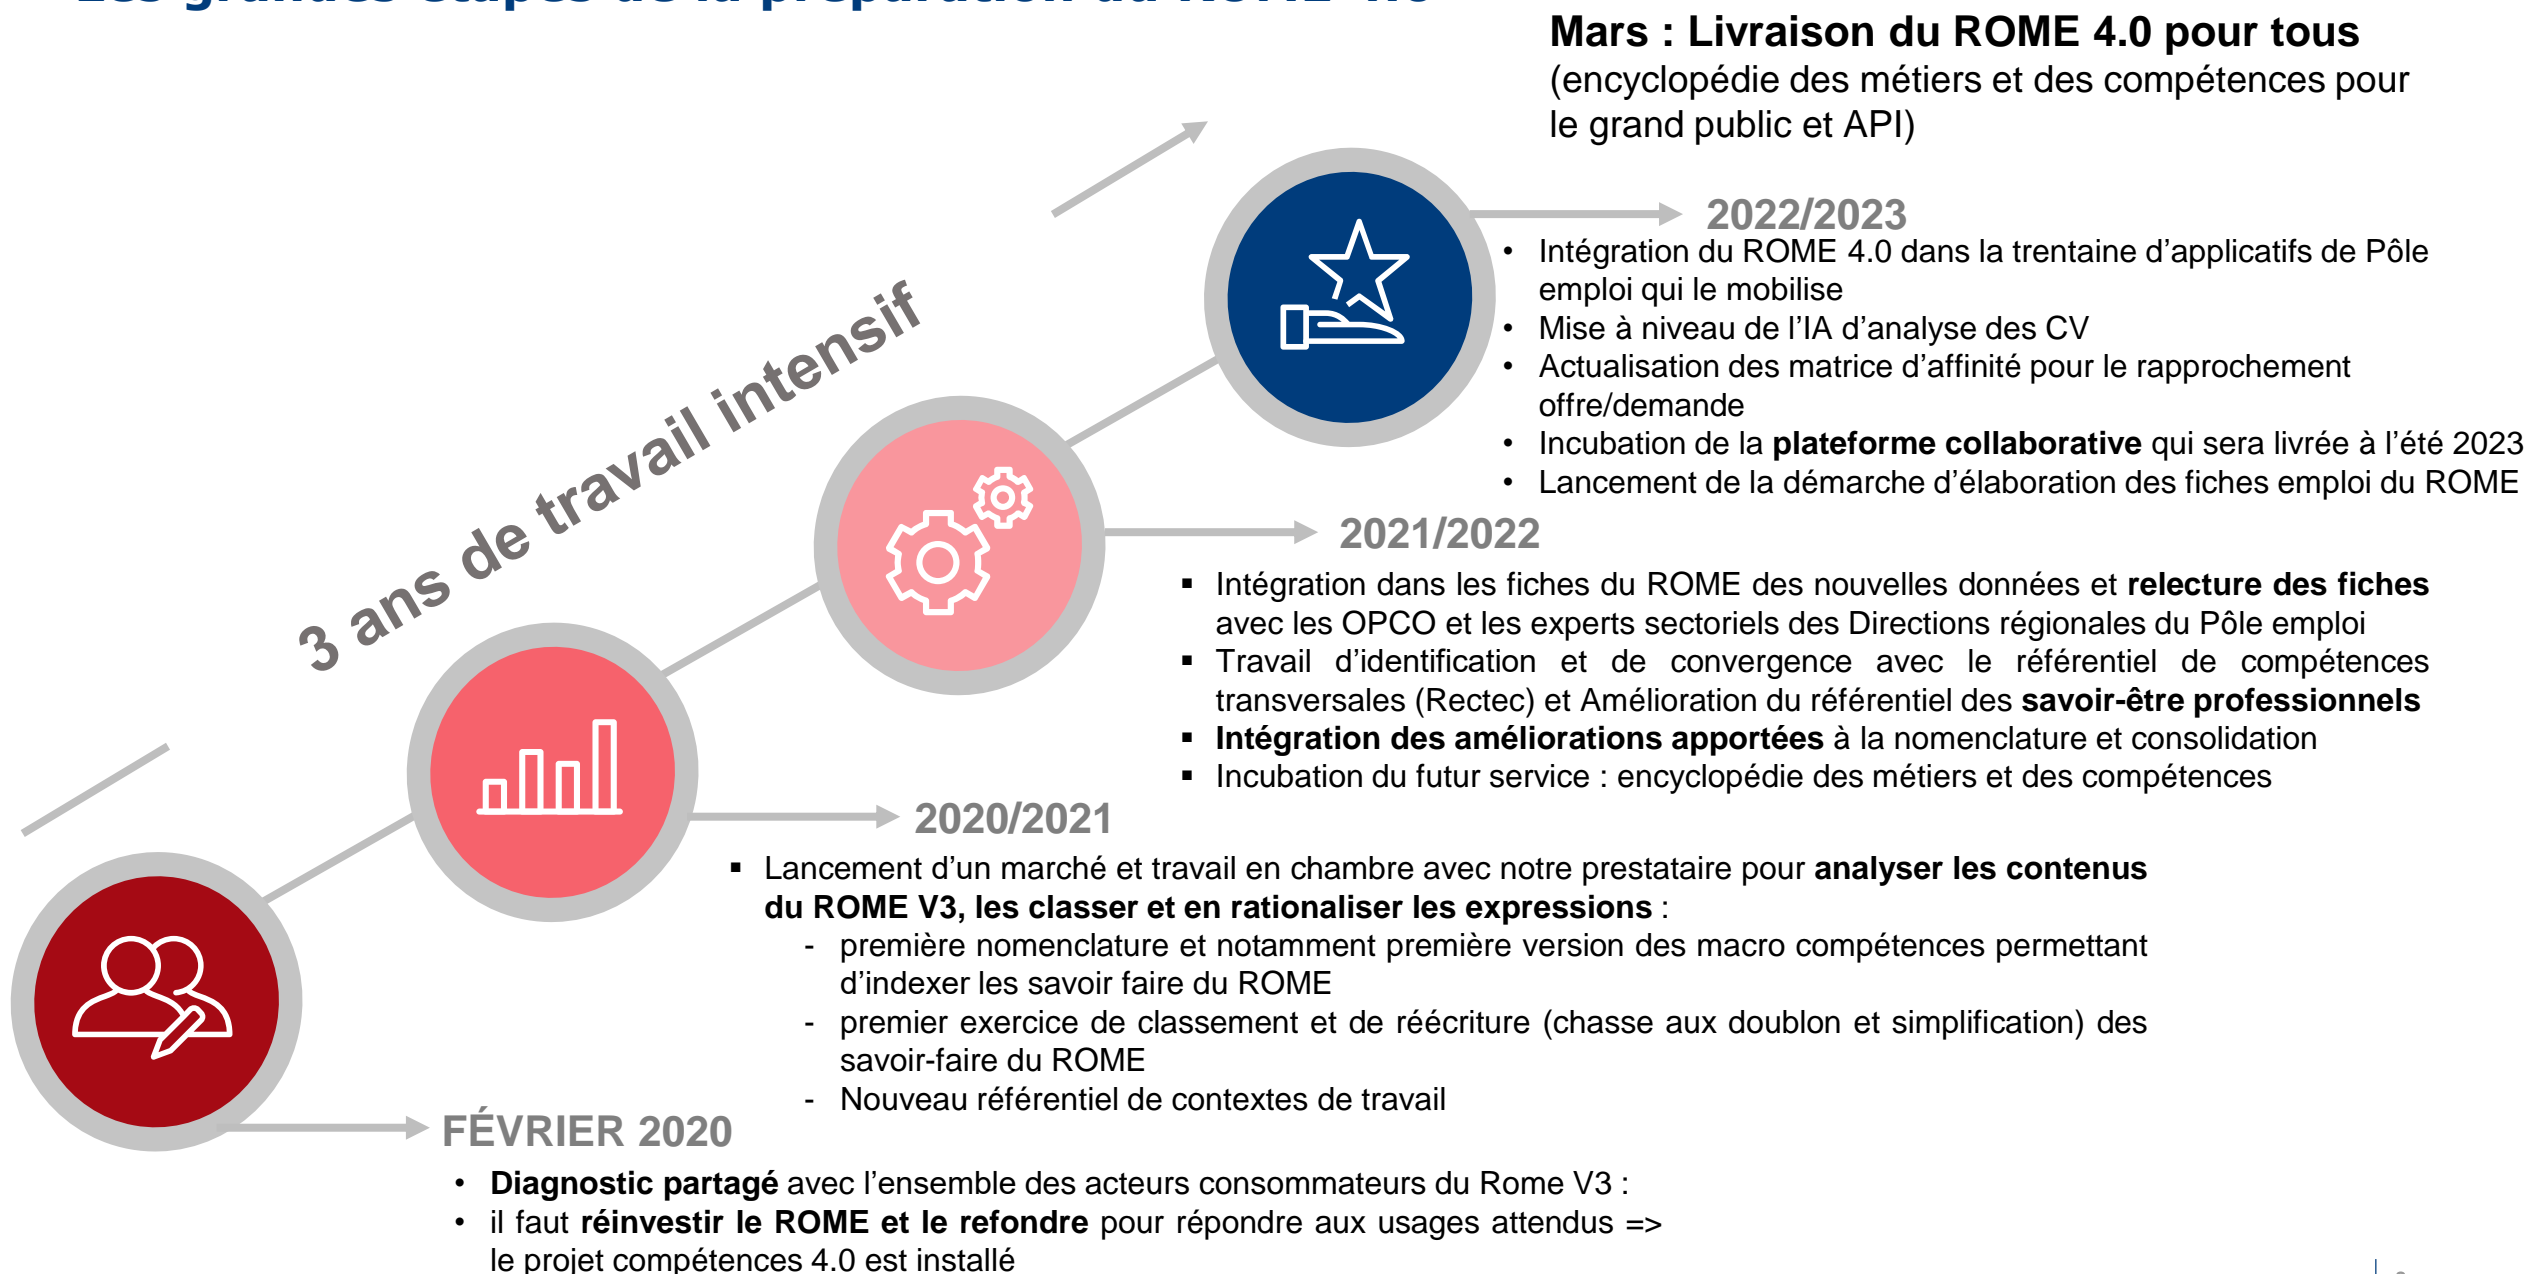 Les grandes étapes de la préparation du ROME 4.0
Mars : Livraison du ROME 4.0 pour tous
(encyclopédie des métiers et des compétences pour
le grand public et API)
3 ans de travail intensif
2022/2023
• Intégration du ROME 4.0 dans la trentaine d’applicatifs de Pôle
emploi qui le mobilise
• Mise à niveau de l’IA d’analyse des CV
• Actualisation des matrice d’affinité pour le rapprochement
offre/demande
• Incubation de la plateforme collaborative qui sera livrée à l’été 2023
• Lancement de la démarche d’élaboration des fiches emploi du ROME
2021/2022
▪ Intégration dans les fiches du ROME des nouvelles données et relecture des fiches
avec les OPCO et les experts sectoriels des Directions régionales du Pôle emploi
▪ Travail d’identification et de convergence avec le référentiel de compétences
transversales (Rectec) et Amélioration du référentiel des savoir-être professionnels
▪ Intégration des améliorations apportées à la nomenclature et consolidation
▪ Incubation du futur service : encyclopédie des métiers et des compétences
2020/2021
▪ Lancement d’un marché et travail en chambre avec notre prestataire pour analyser les contenus
du ROME V3, les classer et en rationaliser les expressions :
- première nomenclature et notamment première version des macro compétences permettant
d’indexer les savoir faire du ROME
- premier exercice de classement et de réécriture (chasse aux doublon et simplification) des
savoir-faire du ROME
- Nouveau référentiel de contextes de travail
FÉVRIER 2020
• Diagnostic partagé avec l’ensemble des acteurs consommateurs du Rome V3 :
• il faut réinvestir le ROME et le refondre pour répondre aux usages attendus =>
le projet compétences 4.0 est installé